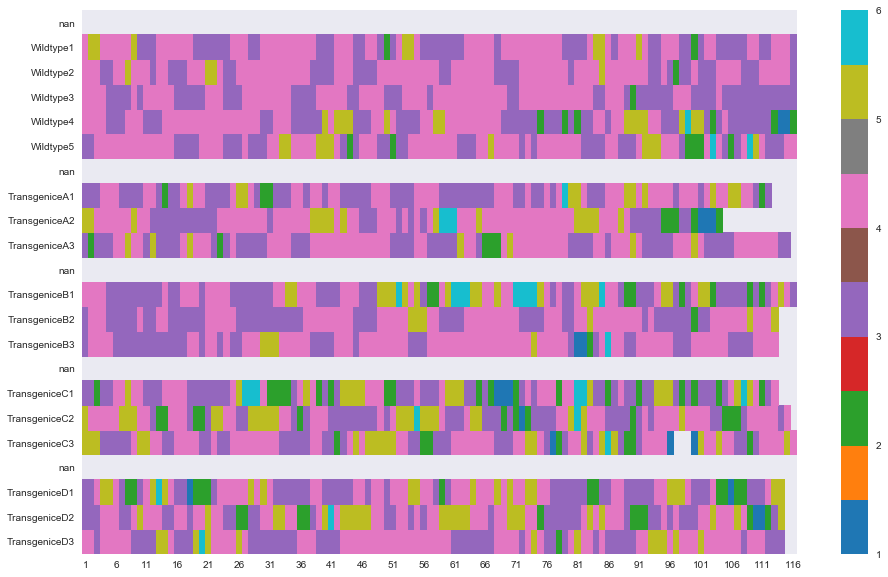 nan
Wildtype1
Wildtype2
Wildtype3
Wildtype4
Wildtype5
nan
TransgeniceA1
TransgeniceA2
TransgeniceA3
nan
TransgeniceB1
TransgeniceB2
TransgeniceB3
nan
TransgeniceC1
TransgeniceC2
TransgeniceC3
nan
TransgeniceD1
TransgeniceD2
TransgeniceD3
1 6 11 16 21 26 31 36 41 46 51 56 61 66 71 76 81 86 91 96 101 106 111 116
6
5
4
3
2
1